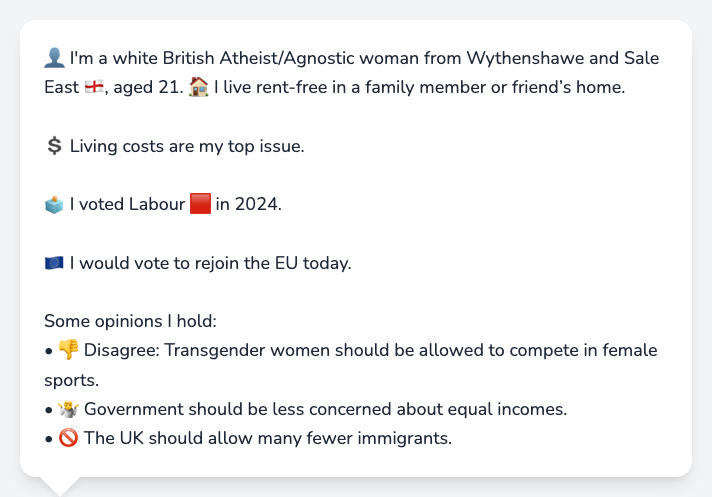 👤 I'm a white British Atheist/Agnostic woman from Wythenshawe and Sale
East 🏴󠁧󠁢󠁥󠁮󠁧󠁿, aged 21. 🏠 I live rent-free in a family member or friend’s home.
💲 Living costs are my top issue.
🗳️ I voted Labour 🟥 in 2024.
🇪🇺 I would vote to rejoin the EU today.
Some opinions I hold:
• 👎 Disagree: Transgender women should be allowed to compete in female
sports.
• 🤷 Government should be less concerned about equal incomes.
• 🚫 The UK should allow many fewer immigrants.